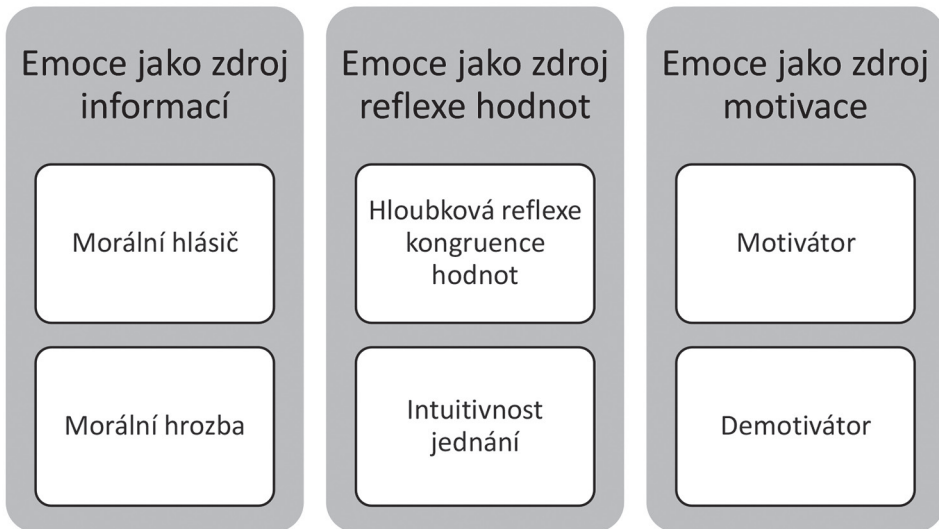 Emoce jako zdroj
informací
Morální hlásič
Morální hrozba
Emoce jako zdroj
reflexe hodnot
Hloubková reflexe
kongruence
hodnot
Intuitivnost
jednání
Emoce jako zdroj
motivace
Motivátor
Demotivátor